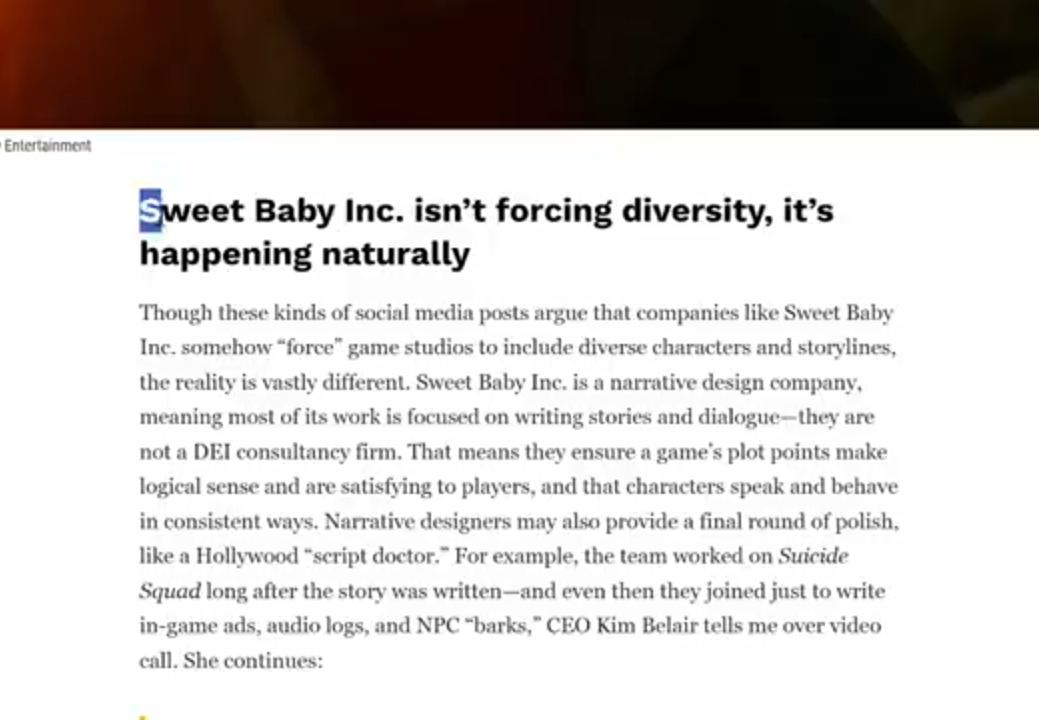 Entertainment
Sweet Baby Inc. isn’t forcing diversity, it’s
happening naturally
Though these kinds of social media posts argue that companies like Sweet Baby
Inc. somehow “force” game studios to include diverse characters and storylines,
the reality is vastly different. Sweet Baby Inc. is a narrative design company,
meaning most of its work is focused on writing stories and dialogue—they are
not a DEI consultancy firm. That means they ensure a game’s plot points make
logical sense and are satisfying to players, and that characters speak and behave
in consistent ways. Narrative designers may also provide a final round of polish,
like a Hollywood “script doctor.” For example, the team worked on Suicide
Squad long after the story was written—and even then they joined just to write
in-game ads, audio logs, and NPC “barks,” CEO Kim Belair tells me over video
call. She continues: